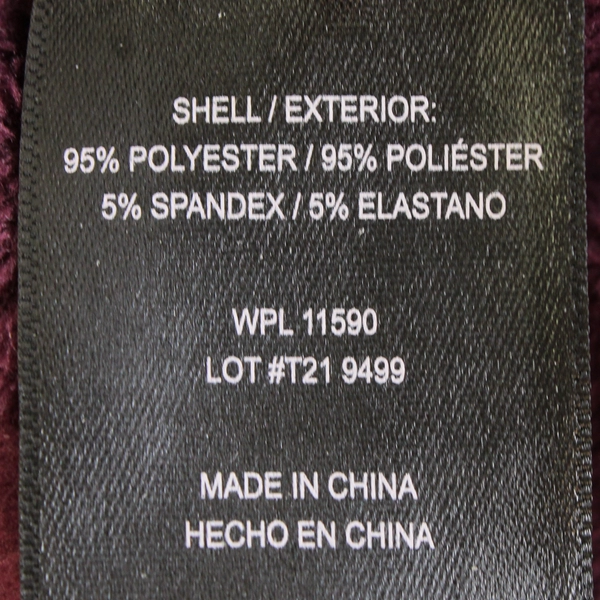 SHELL / EXTERIOR:
95% POLYESTER / 95% POLIÉSTER
5% SPANDEX / 5% ELASTANO
WPL 11590
LOT #T21 9499
MADE IN CHINA
HECHO EN CHINA